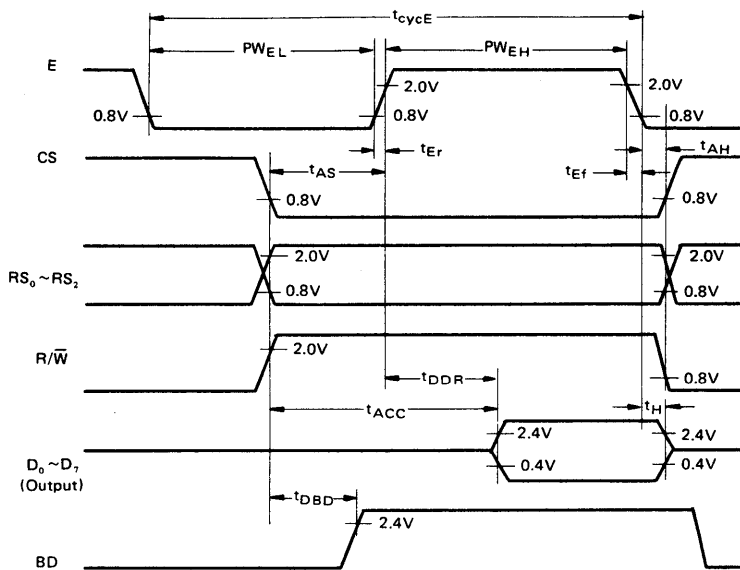 tcycE
PWEL
PWEH
E
2.0V
2.0V
0.8V
0.8V
0.8V
CS
tAS
tEr
tEf
tAH
0.8V
0.8V
RS0~RS2
2.0V
2.0V
0.8V
0.8V
R/W̅
2.0V
tDDR
0.8V
tACC
tH
2.4V
2.4V
D0~D7
0.4V
0.4V
(Output)
tDBD
2.4V
BD